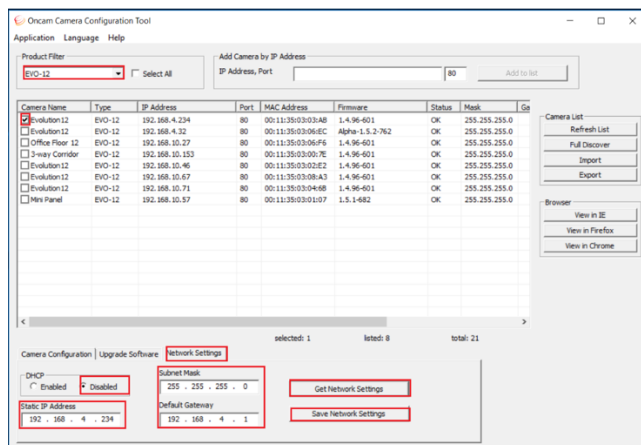 Oncam Camera Configuration Tool
Application Language Help
Product Filter
EVO-12
Select All
Add Camera by IP Address
IP Address, Port
80
Add to list
Camera Name Type IP Address Port MAC Address Firmware Status Mask Ga
Evolution12 EVO-12 192.168.4.234 80 00:11:35:03:03:AB 1.4.96-601 OK 255.255.255.0
Evolution12 EVO-12 192.168.4.32 80 00:11:35:03:06:EC Alpha-1.5.2-762 OK 255.255.255.0
Office Floor 12 EVO-12 192.168.10.27 80 00:11:35:03:06:F6 1.4.96-601 OK 255.255.255.0
3-way Corridor EVO-12 192.168.10.153 80 00:11:35:03:00:7E 1.4.96-601 OK 255.255.255.0
Evolution12 EVO-12 192.168.10.46 80 00:11:35:03:02:E2 1.4.96-601 OK 255.255.255.0
Evolution12 EVO-12 192.168.10.67 80 00:11:35:03:08:A3 1.4.96-601 OK 255.255.255.0
Evolution12 EVO-12 192.168.10.71 80 00:11:35:03:04:6B 1.4.96-601 OK 255.255.255.0
Mini Panel EVO-12 192.168.10.57 80 00:11:35:03:01:07 1.5.1-682 OK 255.255.255.0
Camera List
Refresh List
Full Discover
Import
Export
Browser
View in IE
View in Firefox
View in Chrome
selected: 1 listed: 8 total: 21
Camera Configuration Upgrade Software Network Settings
DHCP
Enabled Disabled
Static IP Address
192 . 168 . 4 . 234
Subnet Mask
255 . 255 . 255 . 0
Default Gateway
192 . 168 . 4 . 1
Get Network Settings
Save Network Settings